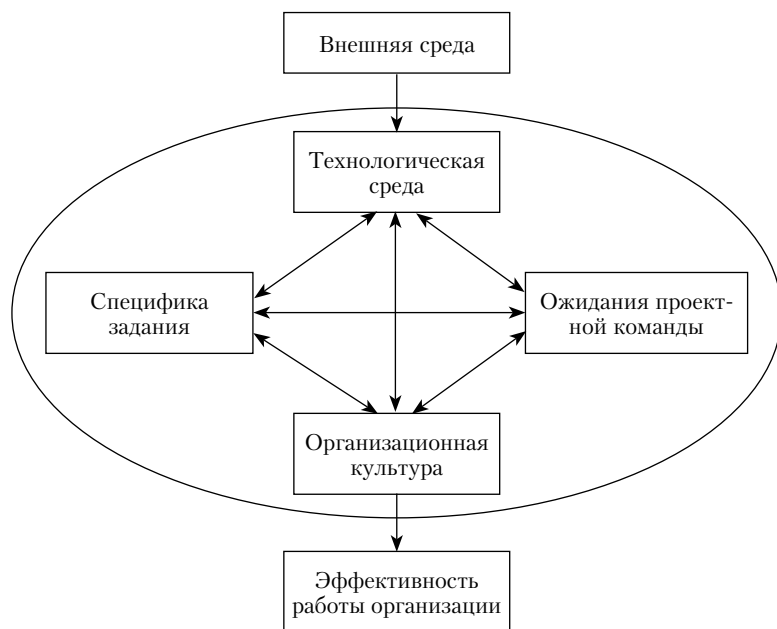 Внешняя среда
Технологическая
среда
Специфика
задания
Ожидания проект-
ной команды
Организационная
культура
Эффективность
работы организации